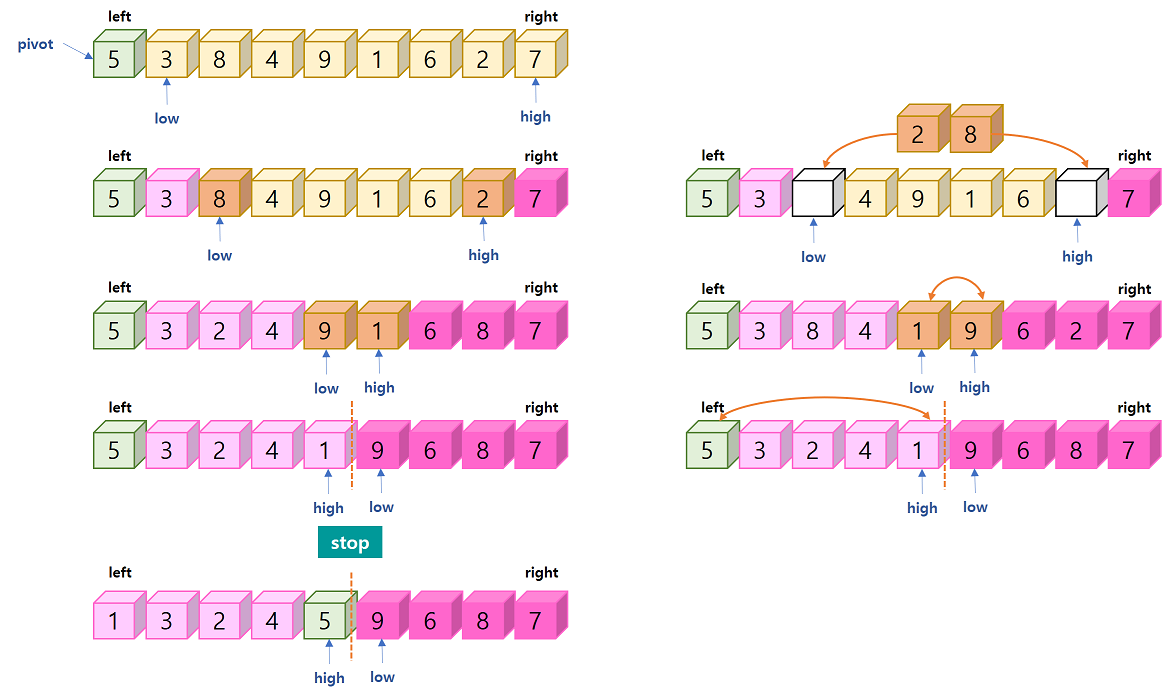 left right
pivot 5 3 8 4 9 1 6 2 7
low high
left right
5 3 8 4 9 1 6 2 7
low high
left right
5 3 2 4 9 1 6 8 7
low high
left right
5 3 2 4 1 9 6 8 7
high low
stop
left right
1 3 2 4 5 9 6 8 7
high low
2 8
left right
5 3 4 9 1 6 7
low high
left right
5 3 8 4 1 9 6 2 7
low high
left right
5 3 2 4 1 9 6 8 7
high low